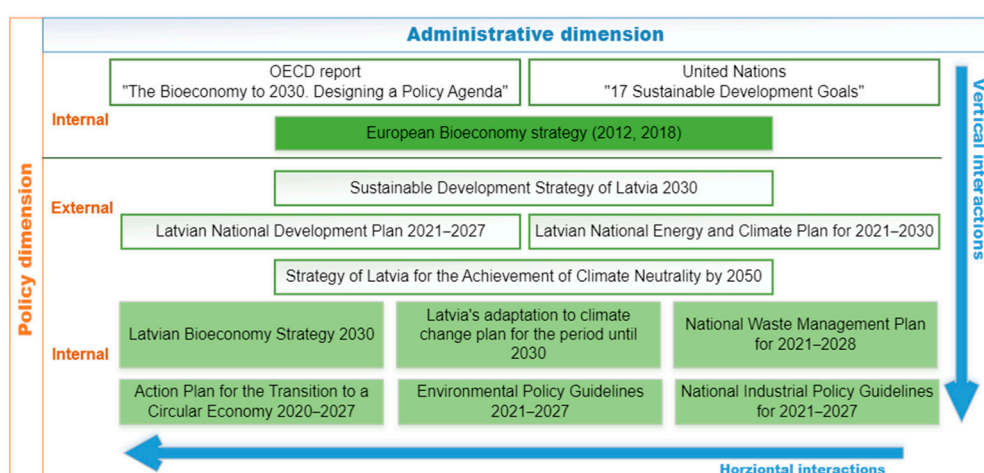 Administrative dimension
Policy dimension
Vertical interactions
OECD report
"The Bioeconomy to 2030. Designing a Policy Agenda"
United Nations
"17 Sustainable Development Goals"
Internal
European Bioeconomy strategy (2012, 2018)
Sustainable Development Strategy of Latvia 2030
External
Latvian National Development Plan 2021–2027
Latvian National Energy and Climate Plan for 2021–2030
Strategy of Latvia for the Achievement of Climate Neutrality by 2050
Internal
Latvian Bioeconomy Strategy 2030
Latvia's adaptation to climate
change plan for the period until
2030
National Waste Management Plan
for 2021–2028
Action Plan for the Transition to a
Circular Economy 2020–2027
Environmental Policy Guidelines
2021–2027
National Industrial Policy Guidelines
for 2021–2027
Horziontal interactions